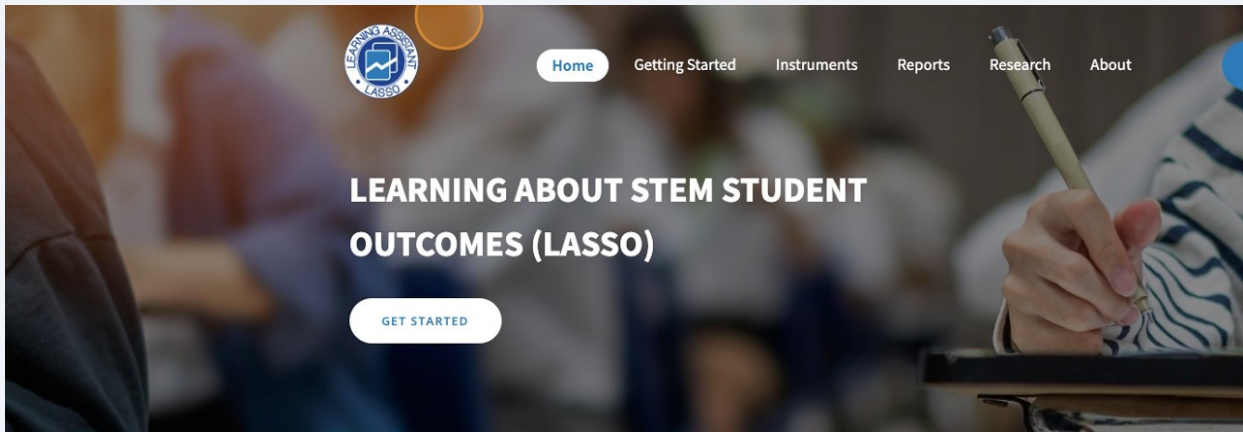 LEARNING ASSISTANT
LASSO
Home Getting Started Instruments Reports Research About
LEARNING ABOUT STEM STUDENT
OUTCOMES (LASSO)
GET STARTED